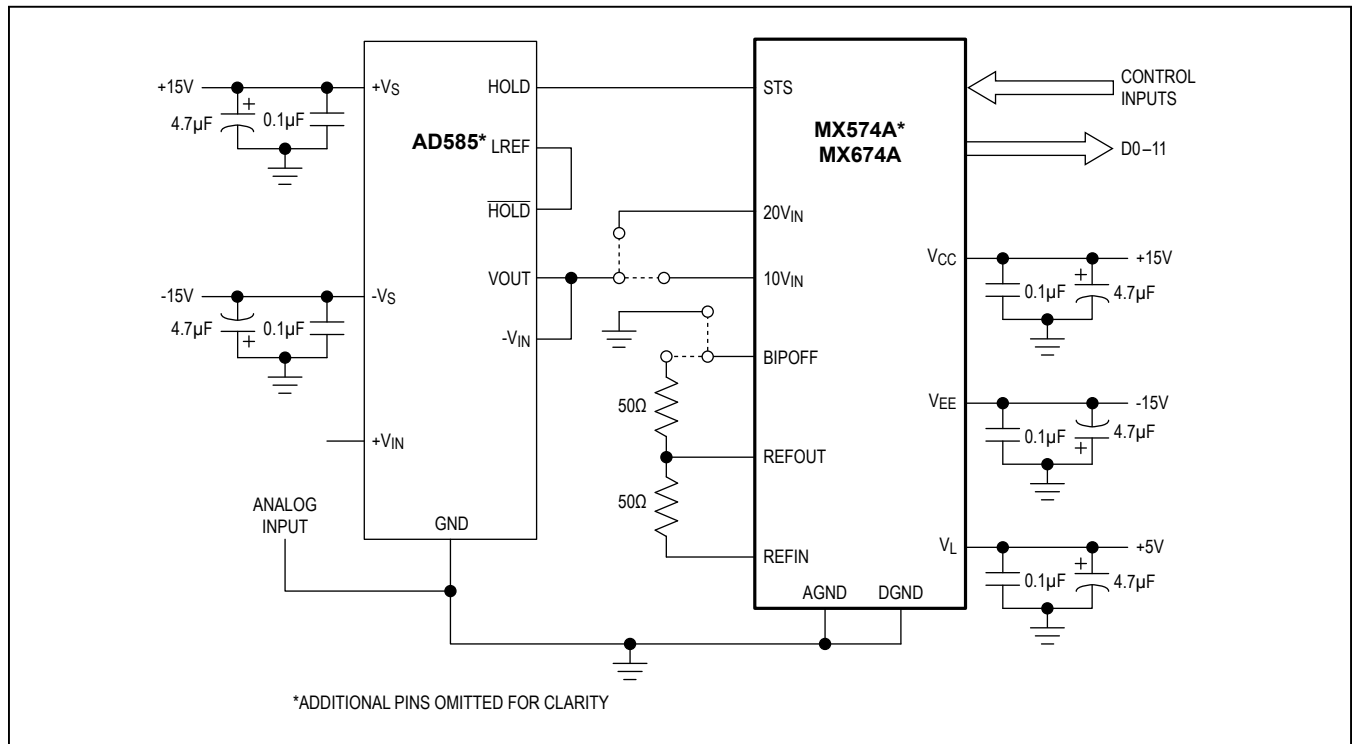 +15V
+
4.7µF
0.1µF
+VS
HOLD
AD585*
LREF
HOLD
VOUT
-VIN
-15V
4.7µF
+
0.1µF
-VS
+VIN
ANALOG
INPUT
GND
STS
MX574A*
MX674A
CONTROL
INPUTS
D0–11
20VIN
10VIN
BIPOFF
50Ω
REFOUT
50Ω
REFIN
AGND
DGND
VCC
+15V
0.1µF
+
4.7µF
VEE
-15V
0.1µF
4.7µF
+
VL
+5V
0.1µF
+
4.7µF
*ADDITIONAL PINS OMITTED FOR CLARITY